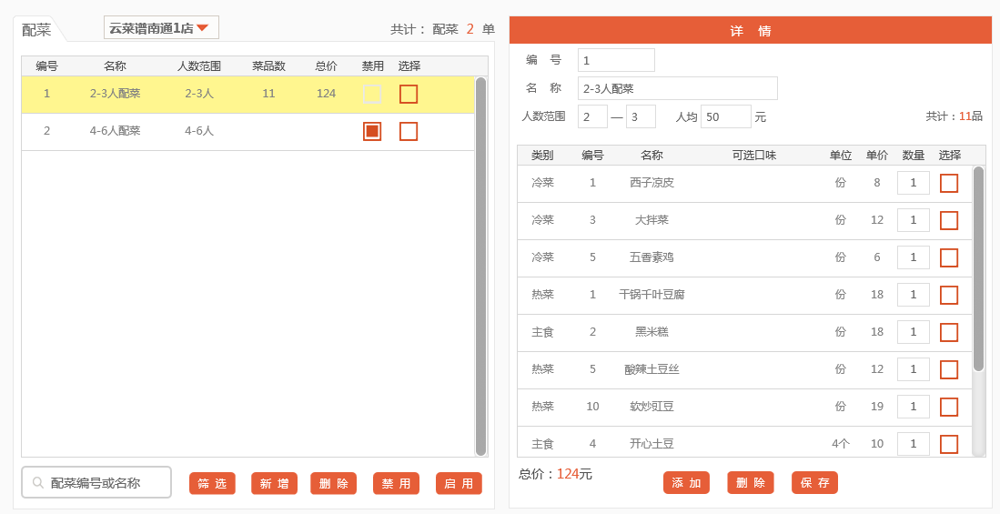 配菜 云菜谱南通1店 共计： 配菜 2 单
编号 名称 人数范围 菜品数 总价 禁用 选择
1 2-3人配菜 2-3人 11 124
2 4-6人配菜 4-6人
配菜编号或名称 筛 选 新 增 删 除 禁 用 启 用
详 情
编 号 1
名 称 2-3人配菜
人数范围 2 — 3 人均 50 元 共计：11品
类别 编号 名称 可选口味 单位 单价 数量 选择
冷菜 1 西子凉皮 份 8 1
冷菜 3 大拌菜 份 12 1
冷菜 5 五香素鸡 份 6 1
热菜 1 干锅千叶豆腐 份 18 1
主食 2 黑米糕 份 18 1
热菜 5 酸辣土豆丝 份 12 1
热菜 10 软炒豇豆 份 19 1
主食 4 开心土豆 4个 10 1
总价：124元
添 加 删 除 保 存